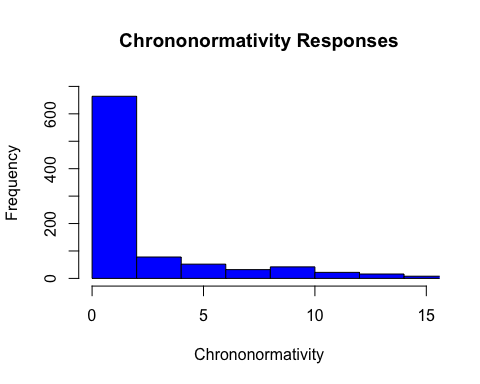 Chrononormativity Responses
Frequency
600
400
200
0
0 5 10 15
Chrononormativity